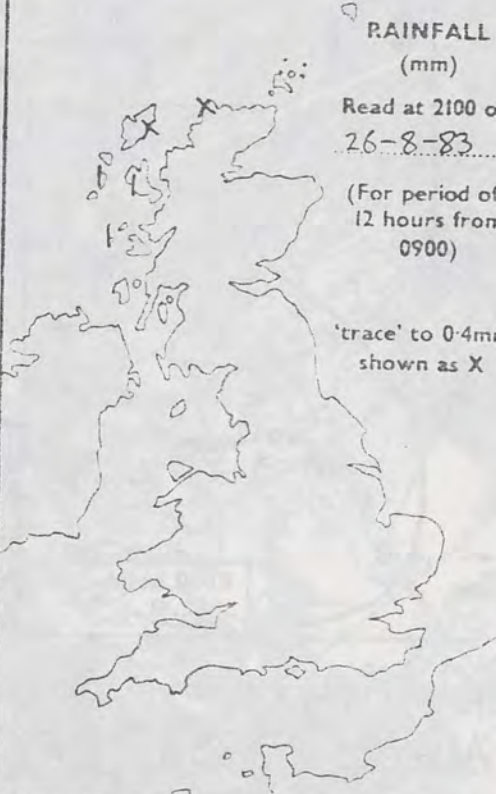 RAINFALL
(mm)
Read at 2100 o
26-8-83
(For period of
12 hours from
0900)
'trace' to 0·4mm
shown as X
X
X